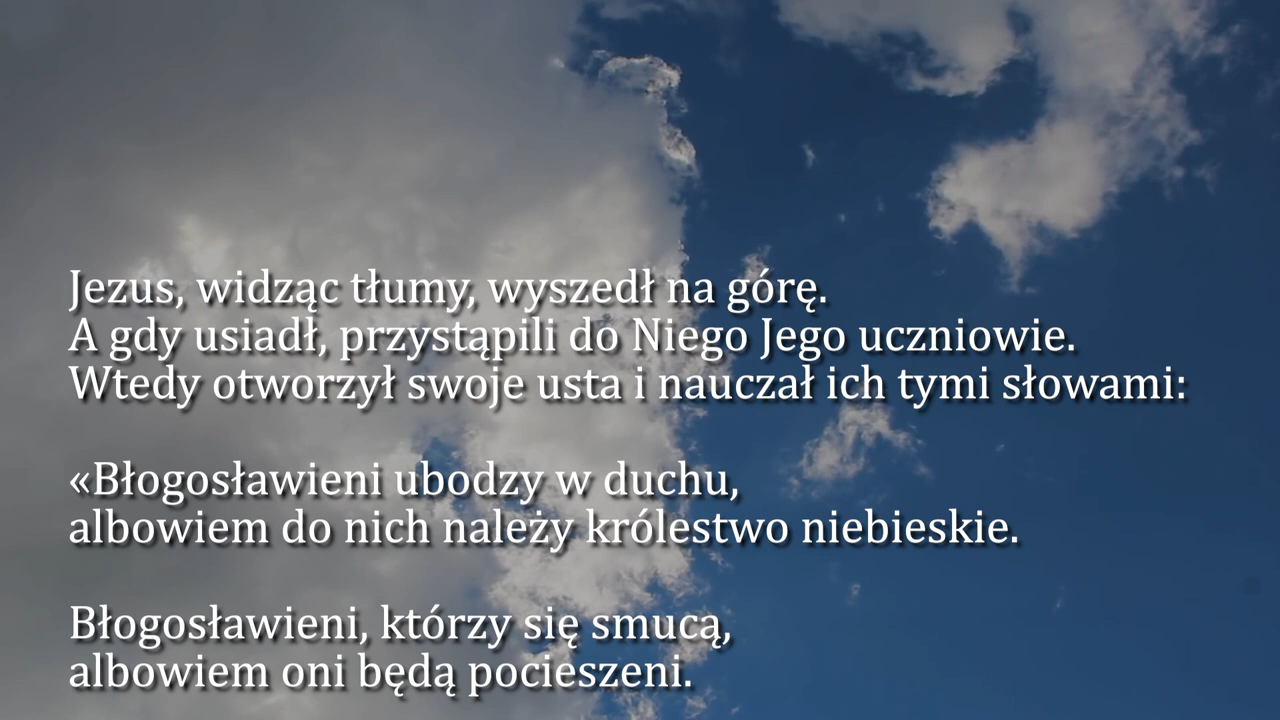 Jezus, widząc tłumy, wyszedł na górę.
A gdy usiadł, przystąpili do Niego Jego uczniowie.
Wtedy otworzył swoje usta i nauczał ich tymi słowami:
«Błogosławieni ubodzy w duchu,
albowiem do nich należy królestwo niebieskie.
Błogosławieni, którzy się smucą,
albowiem oni będą pocieszeni.